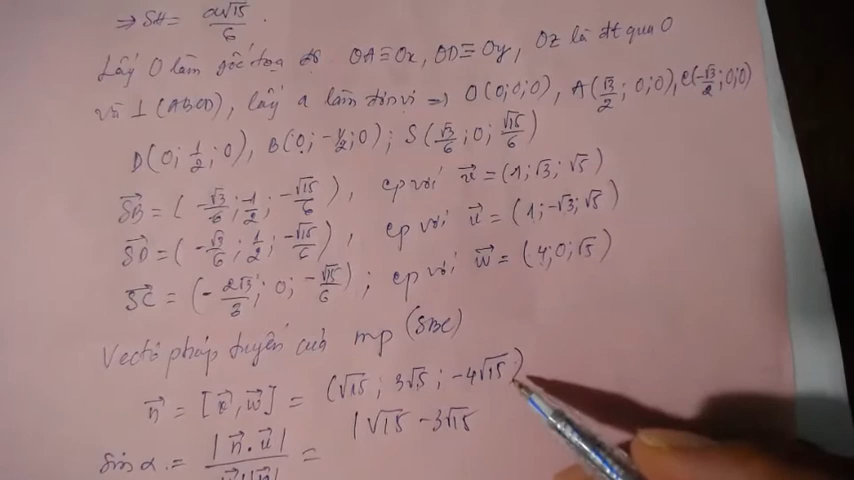 ⇒ SH = a√15/6.
Lấy O làm gốc toạ độ OA ≡ Ox, OD ≡ Oy, Oz là đt qua O
và ⊥ (ABCD), lấy a làm đơn vị ⇒ O(0;0;0), A(√3/2; 0;0), C(-√3/2;0;0)
D(0; 1/2; 0), B(0; -1/2; 0); S(√3/6; 0; √15/6)
SB→ = (-√3/6; -1/2; -√15/6), cp với v→ = (1; √3; √5)
SD→ = (-√3/6; 1/2; -√15/6), cp với u→ = (1; -√3; √5)
SC→ = (-2√3/3; 0; -√15/6); cp với w→ = (4; 0; √5)
Vectơ pháp tuyến của mp (SBC)
n→ = [v→, w→] = (√15; 3√5; -4√15)
sin α = |n→.u→| / = |√15 - 3√15